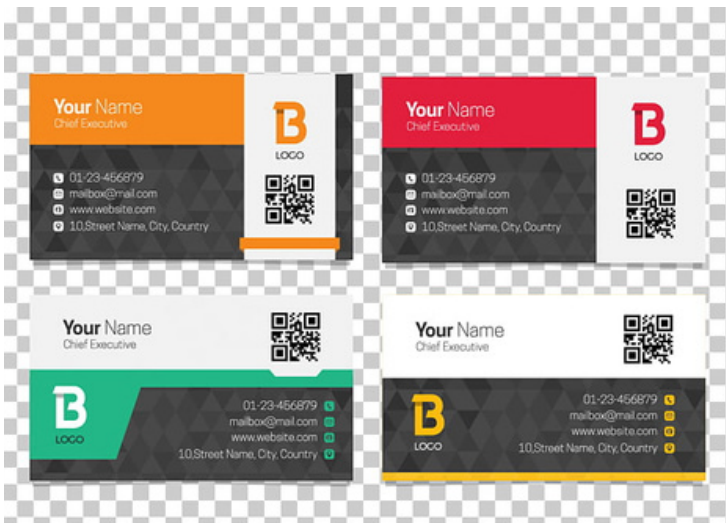 Your Name
Chief Executive
B
LOGO
01-23-456879
mailbox@mail.com
www.website.com
10,Street Name, City, Country
Your Name
Chief Executive
B
LOGO
01-23-456879
mailbox@mail.com
www.website.com
10,Street Name, City, Country
Your Name
Chief Executive
B
LOGO
01-23-456879
mailbox@mail.com
www.website.com
10,Street Name, City, Country
Your Name
Chief Executive
B
LOGO
01-23-456879
mailbox@mail.com
www.website.com
10,Street Name, City, Country